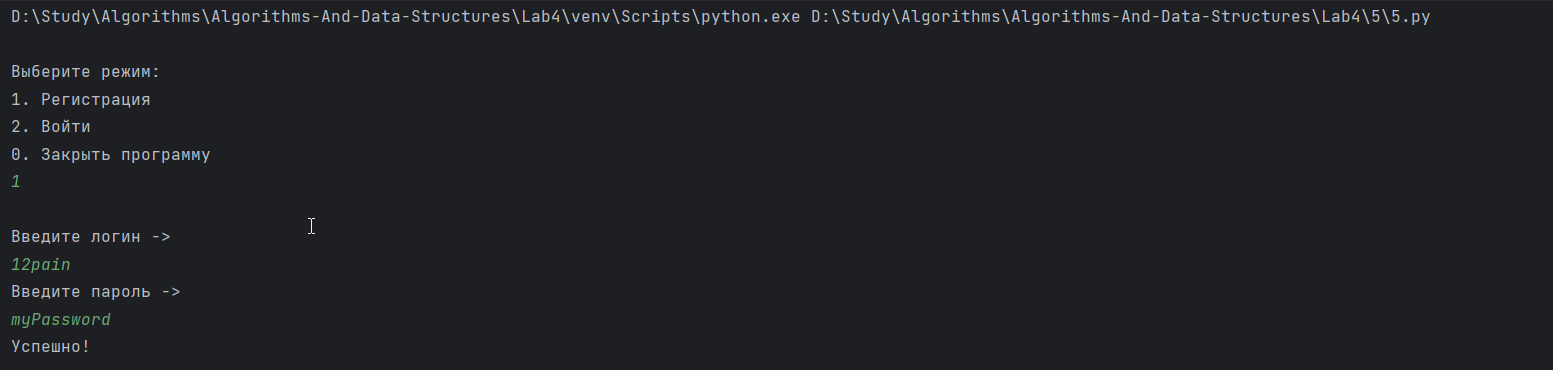 D:\Study\Algorithms\Algorithms-And-Data-Structures\Lab4\venv\Scripts\python.exe D:\Study\Algorithms\Algorithms-And-Data-Structures\Lab4\5\5.py
Выберите режим:
1. Регистрация
2. Войти
0. Закрыть программу
1
Введите логин ->
12pain
Введите пароль ->
myPassword
Успешно!